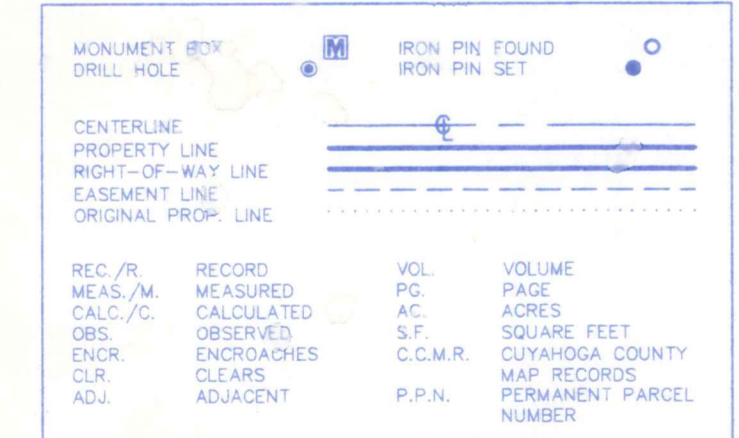 MONUMENT BOX M IRON PIN FOUND
DRILL HOLE IRON PIN SET
CENTERLINE ℄
PROPERTY LINE
RIGHT-OF-WAY LINE
EASEMENT LINE
ORIGINAL PROP. LINE
REC./R. RECORD VOL. VOLUME
MEAS./M. MEASURED PG. PAGE
CALC./C. CALCULATED AC. ACRES
OBS. OBSERVED S.F. SQUARE FEET
ENCR. ENCROACHES C.C.M.R. CUYAHOGA COUNTY
CLR. CLEARS MAP RECORDS
ADJ. ADJACENT P.P.N. PERMANENT PARCEL
NUMBER